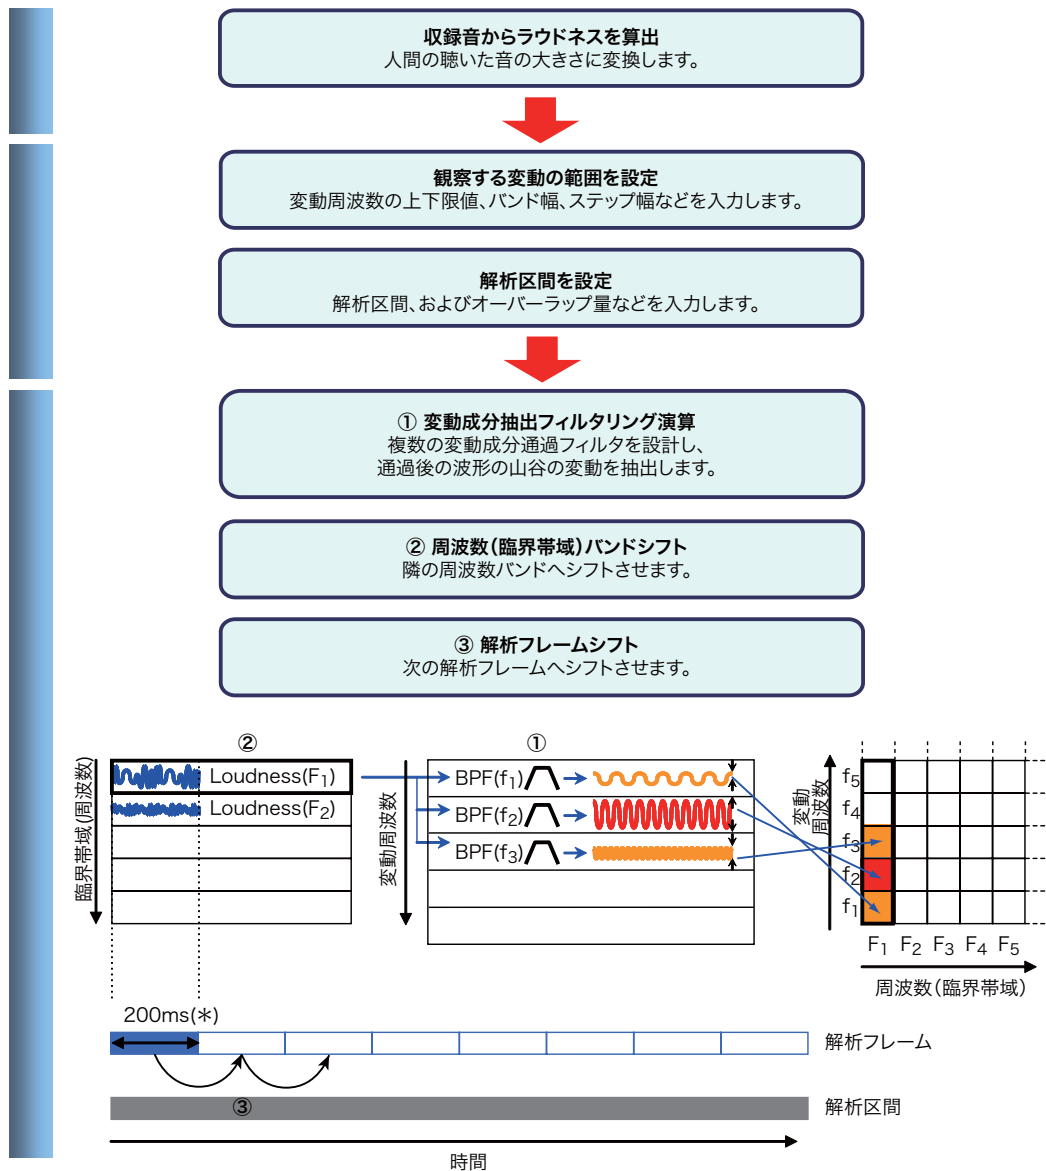 収録音からラウドネスを算出
人間の聴いた音の大きさに変換します。
観察する変動の範囲を設定
変動周波数の上下限値、バンド幅、ステップ幅などを入力します。
解析区間を設定
解析区間、およびオーバーラップ量などを入力します。
① 変動成分抽出フィルタリング演算
複数の変動成分通過フィルタを設計し、
通過後の波形の山谷の変動を抽出します。
② 周波数（臨界帯域）バンドシフト
隣の周波数バンドへシフトさせます。
③ 解析フレームシフト
次の解析フレームへシフトさせます。
②
臨界帯域(周波数)
Loudness(F1)
Loudness(F2)
①
変動周波数
BPF(f1)
BPF(f2)
BPF(f3)
変動
周波数
f5
f4
f3
f2
f1
F1 F2 F3 F4 F5
周波数（臨界帯域）
200ms(＊)
解析フレーム
③
解析区間
時間